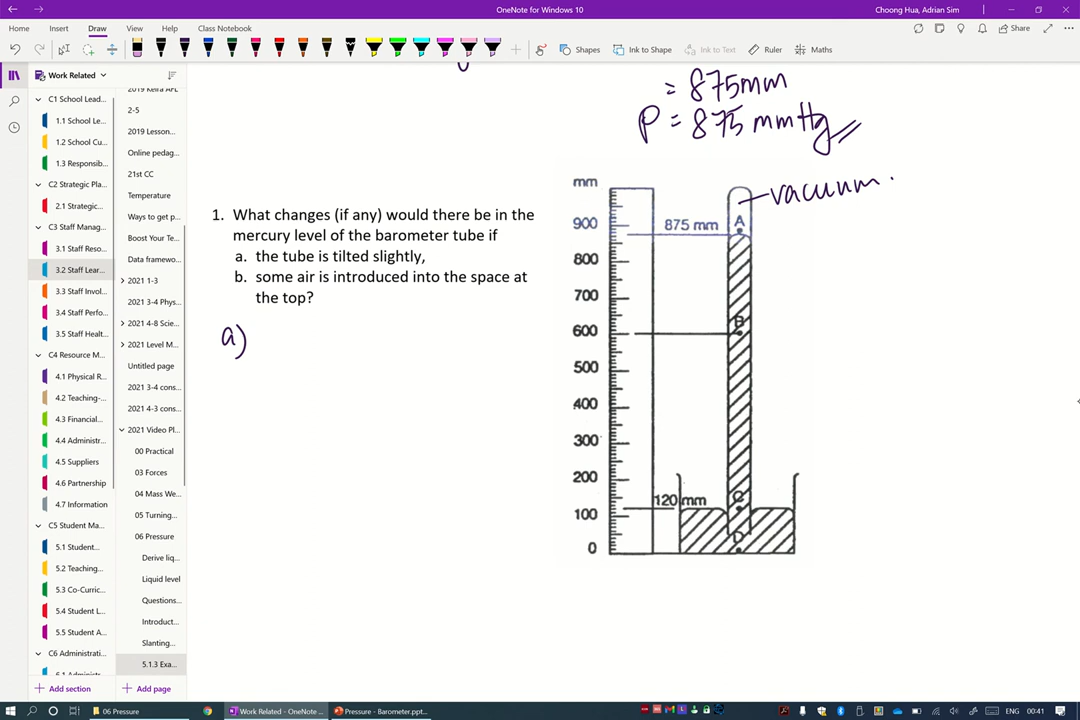 OneNote for Windows 10
Choong Hua, Adrian Sim
Home Insert Draw View Help Class Notebook
Share
Shapes Ink to Shape Ink to Text Ruler Maths
Work Related
C1 School Lead...
1.1 School Le...
1.2 School Cu...
1.3 Responsib...
C2 Strategic Pla...
2.1 Strategic...
C3 Staff Manag...
3.1 Staff Reso...
3.2 Staff Lear...
3.3 Staff Invol...
3.4 Staff Perfo...
3.5 Staff Healt...
C4 Resource M...
4.1 Physical R...
4.2 Teaching-...
4.3 Financial...
4.4 Administr...
4.5 Suppliers
4.6 Partnership
4.7 Information
C5 Student Ma...
5.1 Student...
5.2 Teaching...
5.3 Co-Curric...
5.4 Student L...
5.5 Student A...
C6 Administrati...
Add section
2019 Keira AFL
2-5
2019 Lesson...
Online pedag...
21st CC
Temperature
Ways to get p...
Boost Your Te...
Data framewo...
2021 1-3
2021 3-4 Phys...
2021 4-8 Scie...
2021 Level M...
Untitled page
2021 3-4 cons...
2021 4-3 cons...
2021 Video Pl...
00 Practical
03 Forces
04 Mass We...
05 Turning...
06 Pressure
Derive liq...
Liquid level
Questions...
Introduct...
Slanting...
5.1.3 Exa...
Add page
= 875mm
P = 875 mmHg
1. What changes (if any) would there be in the
mercury level of the barometer tube if
a. the tube is tilted slightly,
b. some air is introduced into the space at
the top?
a)
mm
vacuum.
900 875 mm A
800
700
600 B
500
400
300
200
120 mm C
100
D
0
06 Pressure
Work Related - OneNote ...
Pressure - Barometer.ppt...
ENG 00:41